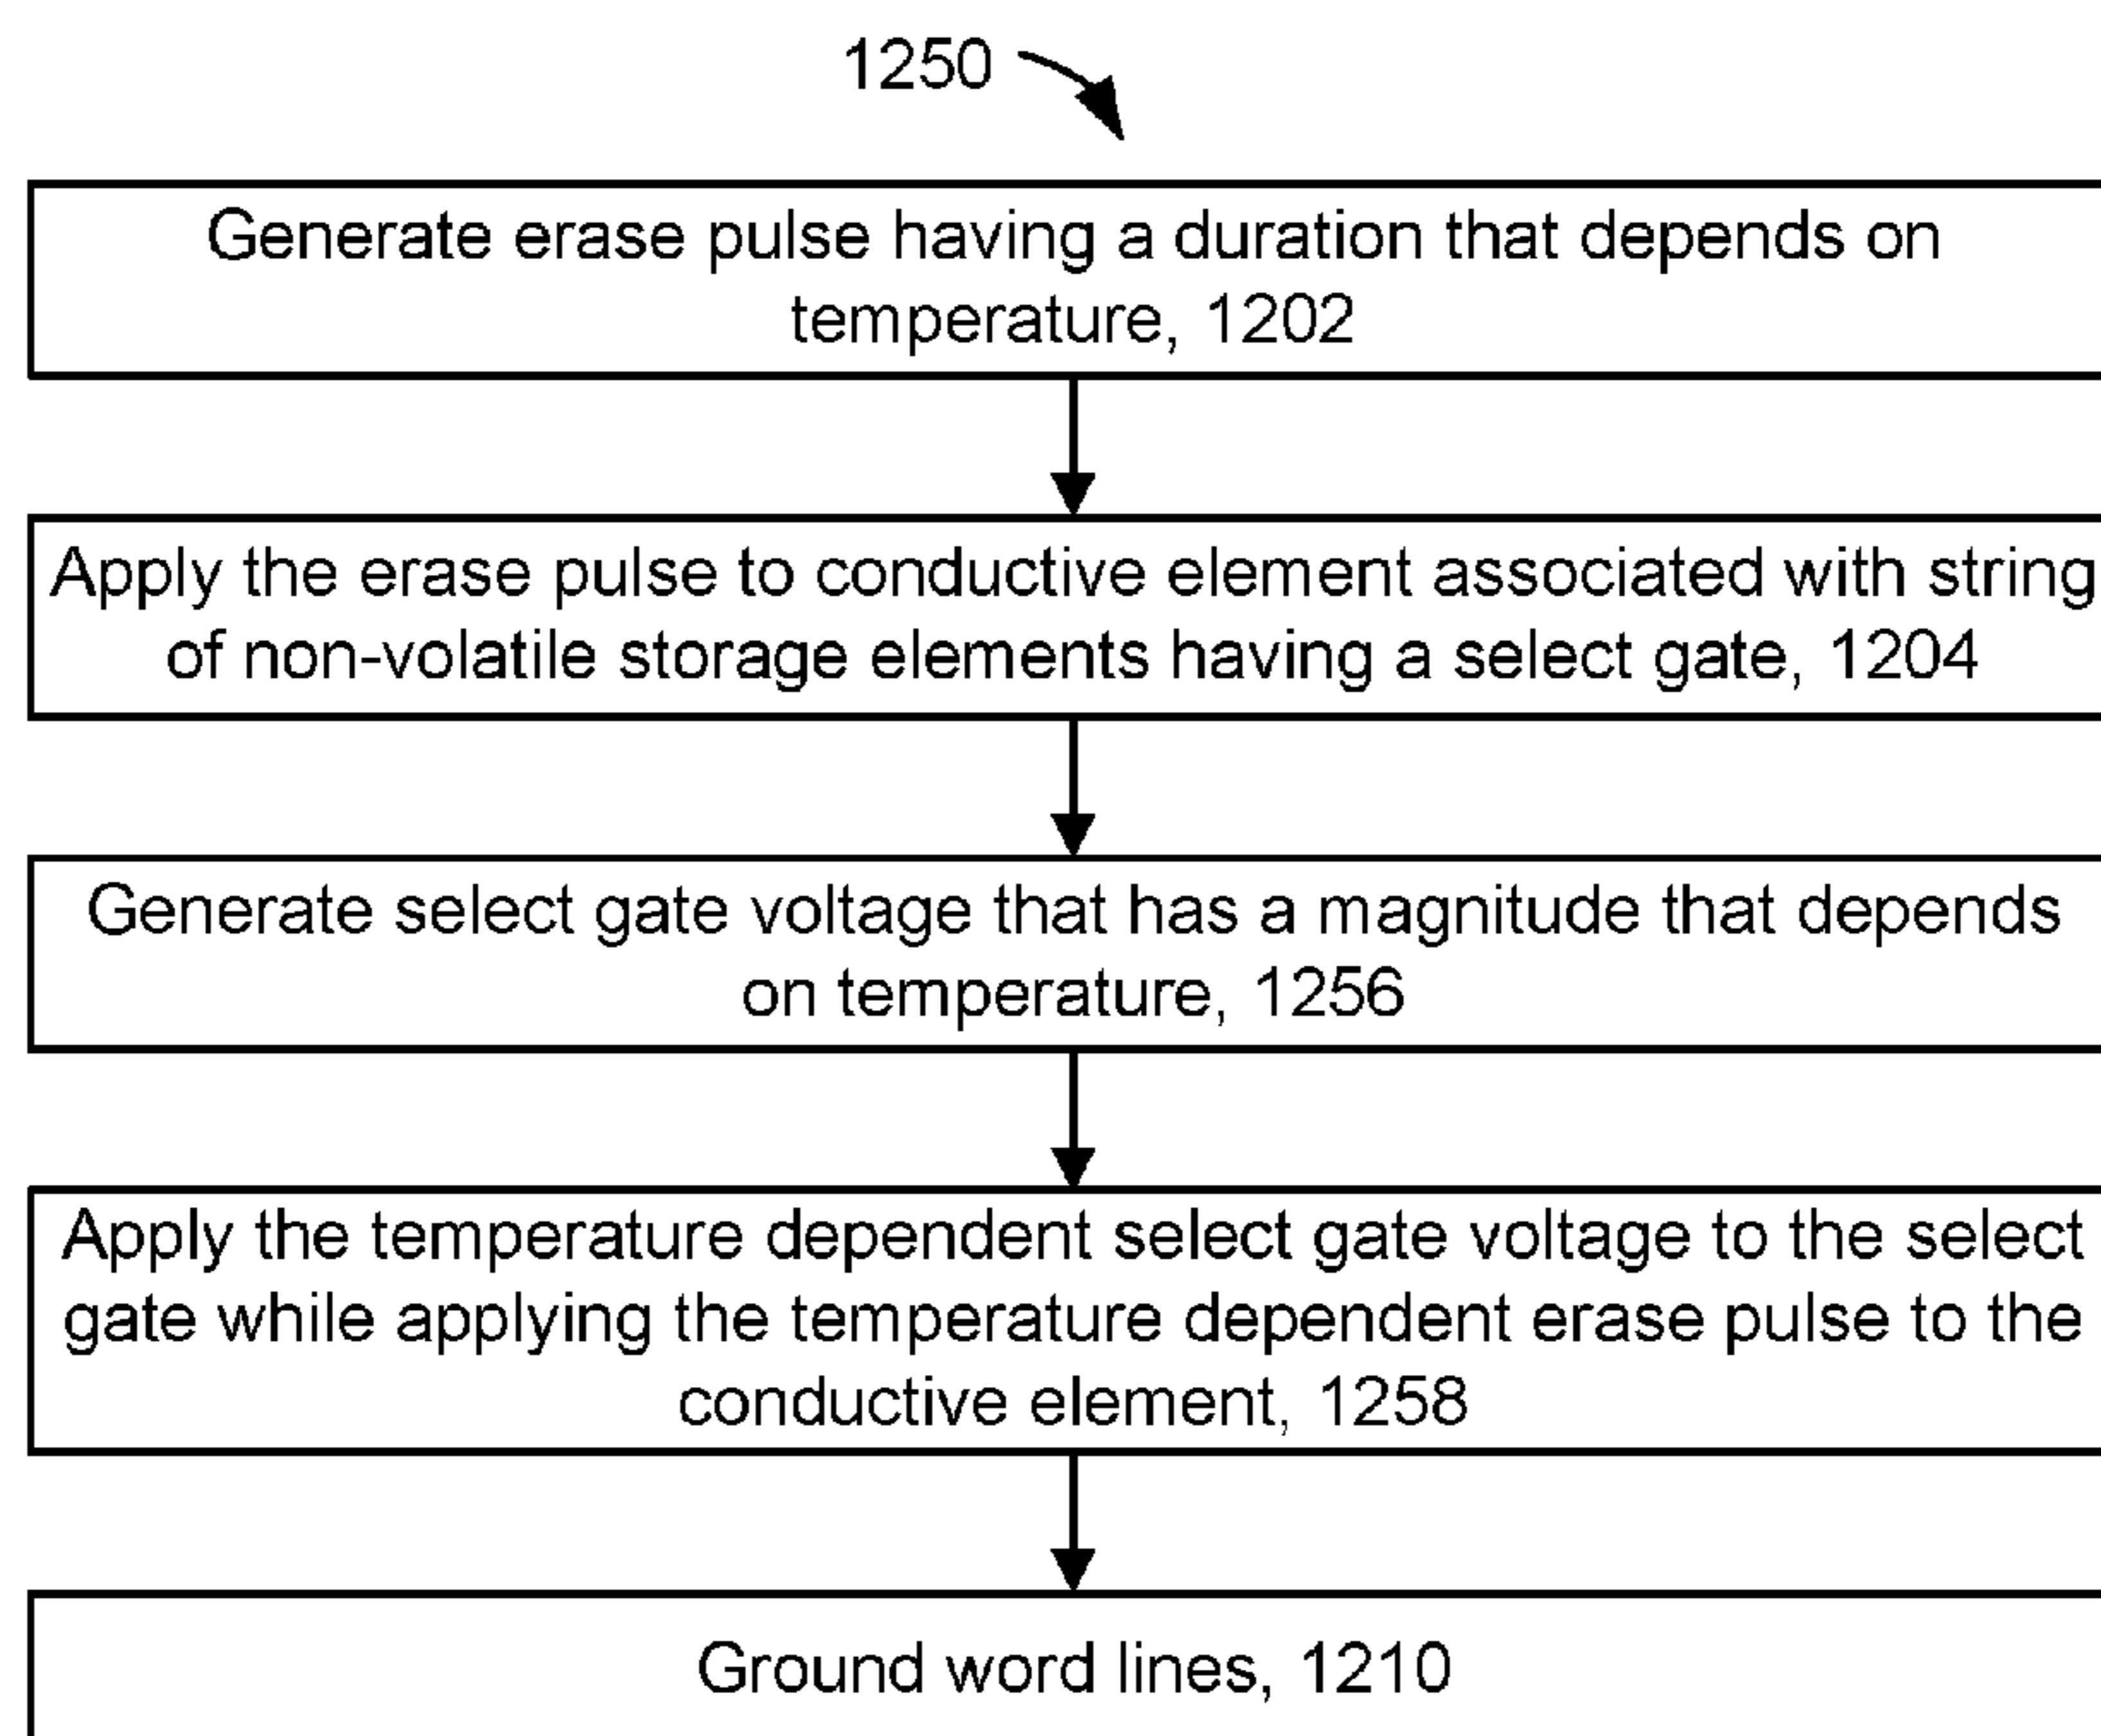 1250
Generate erase pulse having a duration that depends on
temperature, 1202
Apply the erase pulse to conductive element associated with string
of non-volatile storage elements having a select gate, 1204
Generate select gate voltage that has a magnitude that depends
on temperature, 1256
Apply the temperature dependent select gate voltage to the select
gate while applying the temperature dependent erase pulse to the
conductive element, 1258
Ground word lines, 1210